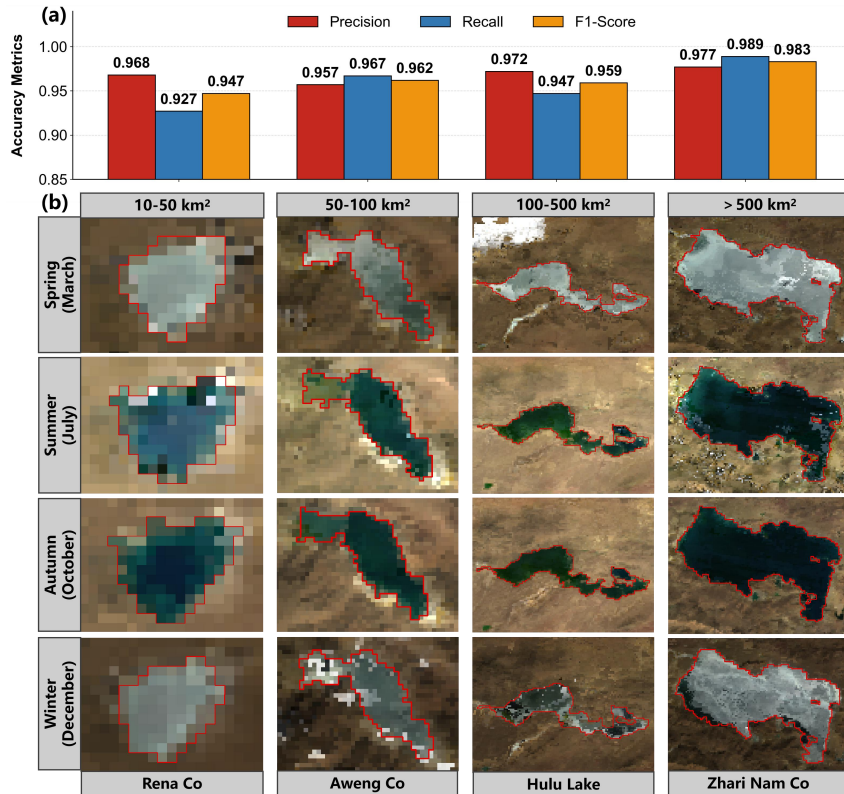 (a)
Precision Recall F1-Score
Accuracy Metrics
1.00
0.95
0.90
0.85
0.968 0.927 0.947
0.957 0.967 0.962
0.972 0.947 0.959
0.977 0.989 0.983
(b)
10-50 km² 50-100 km² 100-500 km² > 500 km²
Spring
(March)
Summer
(July)
Autumn
(October)
Winter
(December)
Rena Co Aweng Co Hulu Lake Zhari Nam Co